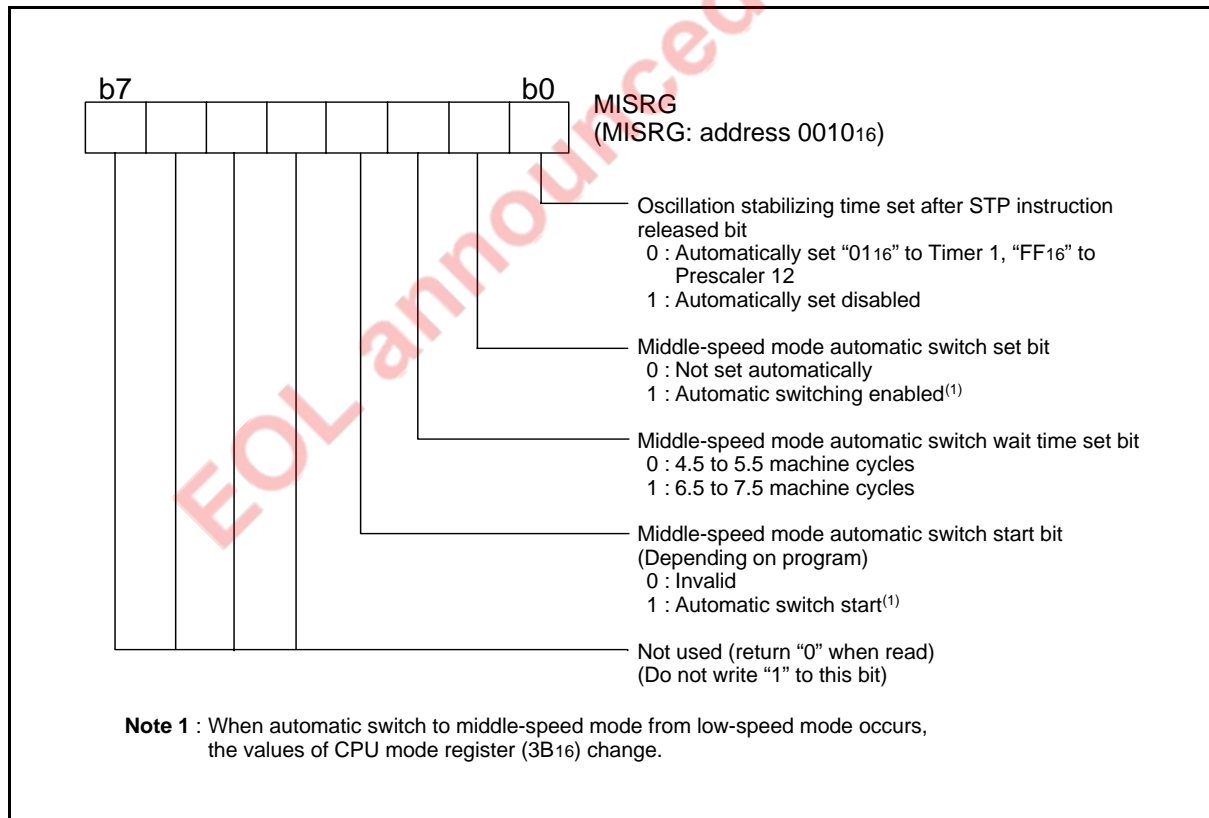 b7 b0
MISRG
(MISRG: address 001016)
Oscillation stabilizing time set after STP instruction
released bit
0 : Automatically set “0116” to Timer 1, “FF16” to
Prescaler 12
1 : Automatically set disabled
Middle-speed mode automatic switch set bit
0 : Not set automatically
1 : Automatic switching enabled(1)
Middle-speed mode automatic switch wait time set bit
0 : 4.5 to 5.5 machine cycles
1 : 6.5 to 7.5 machine cycles
Middle-speed mode automatic switch start bit
(Depending on program)
0 : Invalid
1 : Automatic switch start(1)
Not used (return “0” when read)
(Do not write “1” to this bit)
Note 1 : When automatic switch to middle-speed mode from low-speed mode occurs,
the values of CPU mode register (3B16) change.
EOL announced